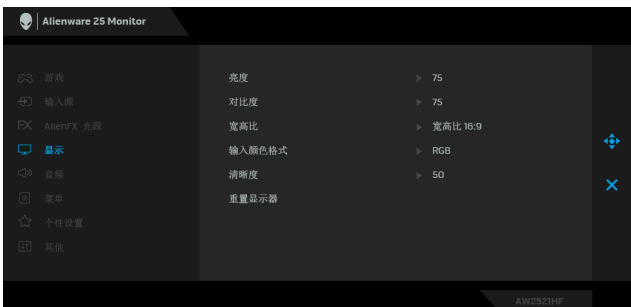 Alienware 25 Monitor
游戏
输入源
AlienFX 光照
显示
音频
菜单
个性设置
其他
亮度 75
对比度 75
宽高比 宽高比 16:9
输入颜色格式 RGB
清晰度 50
重置显示器
AW2521HF